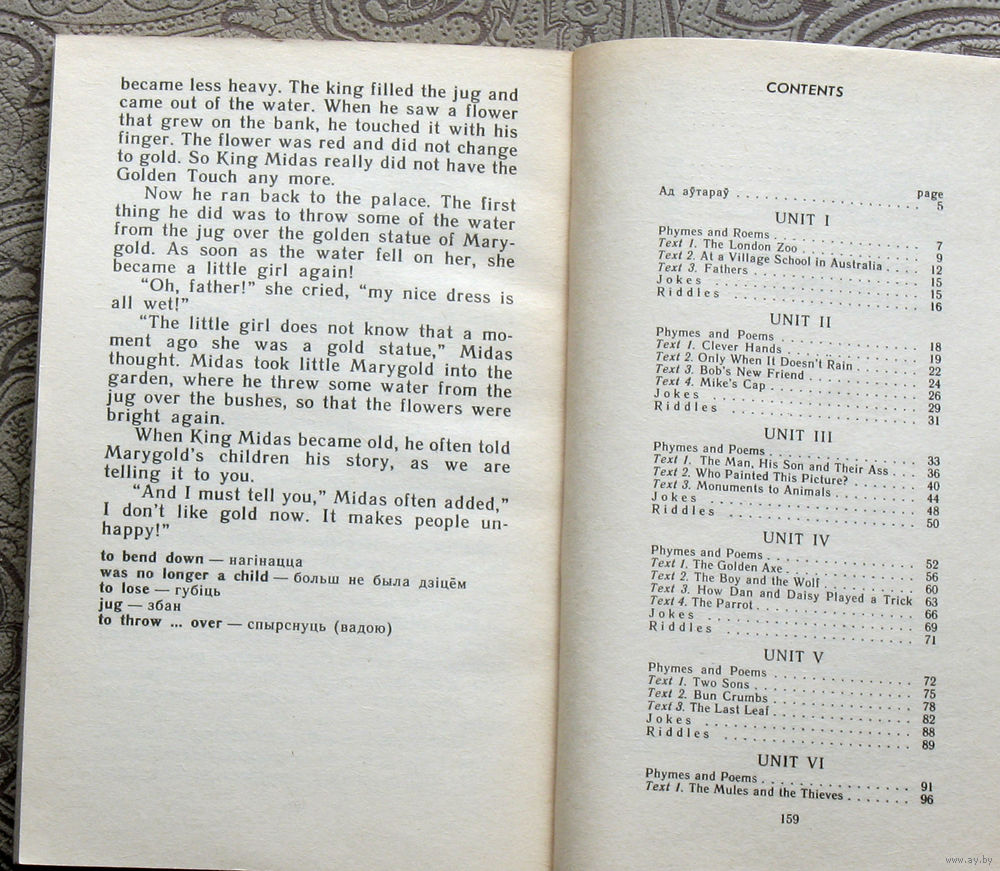 became less heavy. The king filled the jug and
came out of the water. When he saw a flower
that grew on the bank, he touched it with his
finger. The flower was red and did not change
to gold. So King Midas really did not have the
Golden Touch any more.
Now he ran back to the palace. The first
thing he did was to throw some of the water
from the jug over the golden statue of Mary-
gold. As soon as the water fell on her, she
became a little girl again!
“Oh, father!” she cried, “my nice dress is
all wet!”
“The little girl does not know that a mo-
ment ago she was a gold statue,” Midas
thought. Midas took little Marygold into the
garden, where he threw some water from the
jug over the bushes, so that the flowers were
bright again.
When King Midas became old, he often told
Marygold's children his story, as we are
telling it to you.
“And I must tell you,” Midas often added,”
I don't like gold now. It makes people un-
happy!”
to bend down — нагінацца
was no longer a child — больш не была дзіцём
to lose — губіць
jug — збан
to throw ... over — спырснуць (вадою)
CONTENTS
page
Ад аўтараў . . . . . . . . . . . . . . . . . . . 5
UNIT I
Phymes and Roems . . . . . . . . . . . . . . . 7
Text 1. The London Zoo . . . . . . . . . . . . 9
Text 2. At a Village School in Australia . . . . 12
Text 3. Fathers . . . . . . . . . . . . . . . . 15
Jokes . . . . . . . . . . . . . . . . . . . . 15
Riddles . . . . . . . . . . . . . . . . . . . 16
UNIT II
Phymes and Poems . . . . . . . . . . . . . . . 18
Text 1. Clever Hands . . . . . . . . . . . . . 19
Text 2. Only When It Doesn't Rain . . . . . . . 22
Text 3. Bob's New Friend . . . . . . . . . . . 24
Text 4. Mike's Cap . . . . . . . . . . . . . . 26
Jokes . . . . . . . . . . . . . . . . . . . . 29
Riddles . . . . . . . . . . . . . . . . . . . 31
UNIT III
Phymes and Poems . . . . . . . . . . . . . . . 33
Text 1. The Man, His Son and Their Ass . . . . 36
Text 2. Who Painted This Picture? . . . . . . . 40
Text 3. Monuments to Animals . . . . . . . . . 44
Jokes . . . . . . . . . . . . . . . . . . . . 48
Riddles . . . . . . . . . . . . . . . . . . . 50
UNIT IV
Phymes and Poems . . . . . . . . . . . . . . . 52
Text 1. The Golden Axe . . . . . . . . . . . . 56
Text 2. The Boy and the Wolf . . . . . . . . . 60
Text 3. How Dan and Daisy Played a Trick 63
Text 4. The Parrot . . . . . . . . . . . . . . 66
Jokes . . . . . . . . . . . . . . . . . . . . 69
Riddles . . . . . . . . . . . . . . . . . . . 71
UNIT V
Phymes and Poems . . . . . . . . . . . . . . . 72
Text 1. Two Sons . . . . . . . . . . . . . . . 75
Text 2. Bun Crumbs . . . . . . . . . . . . . . 78
Text 3. The Last Leaf . . . . . . . . . . . . . 82
Jokes . . . . . . . . . . . . . . . . . . . . 88
Riddles . . . . . . . . . . . . . . . . . . . 89
UNIT VI
Phymes and Poems . . . . . . . . . . . . . . . 91
Text 1. The Mules and the Thieves . . . . . . . 96
159
www.ay.by